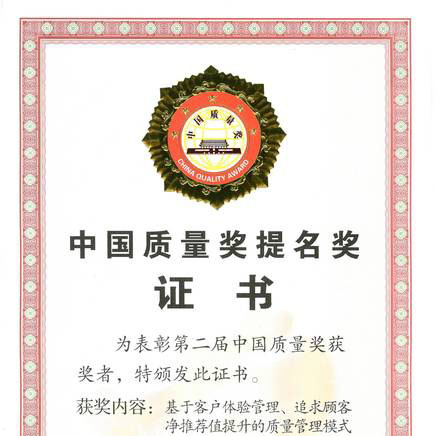 中国质量奖
CHINA QUALITY AWARD
中国质量奖提名奖
证书
为表彰第二届中国质量奖获
奖者，特颁发此证书。
获奖内容：基于客户体验管理、追求顾客
净推荐值提升的质量管理模式